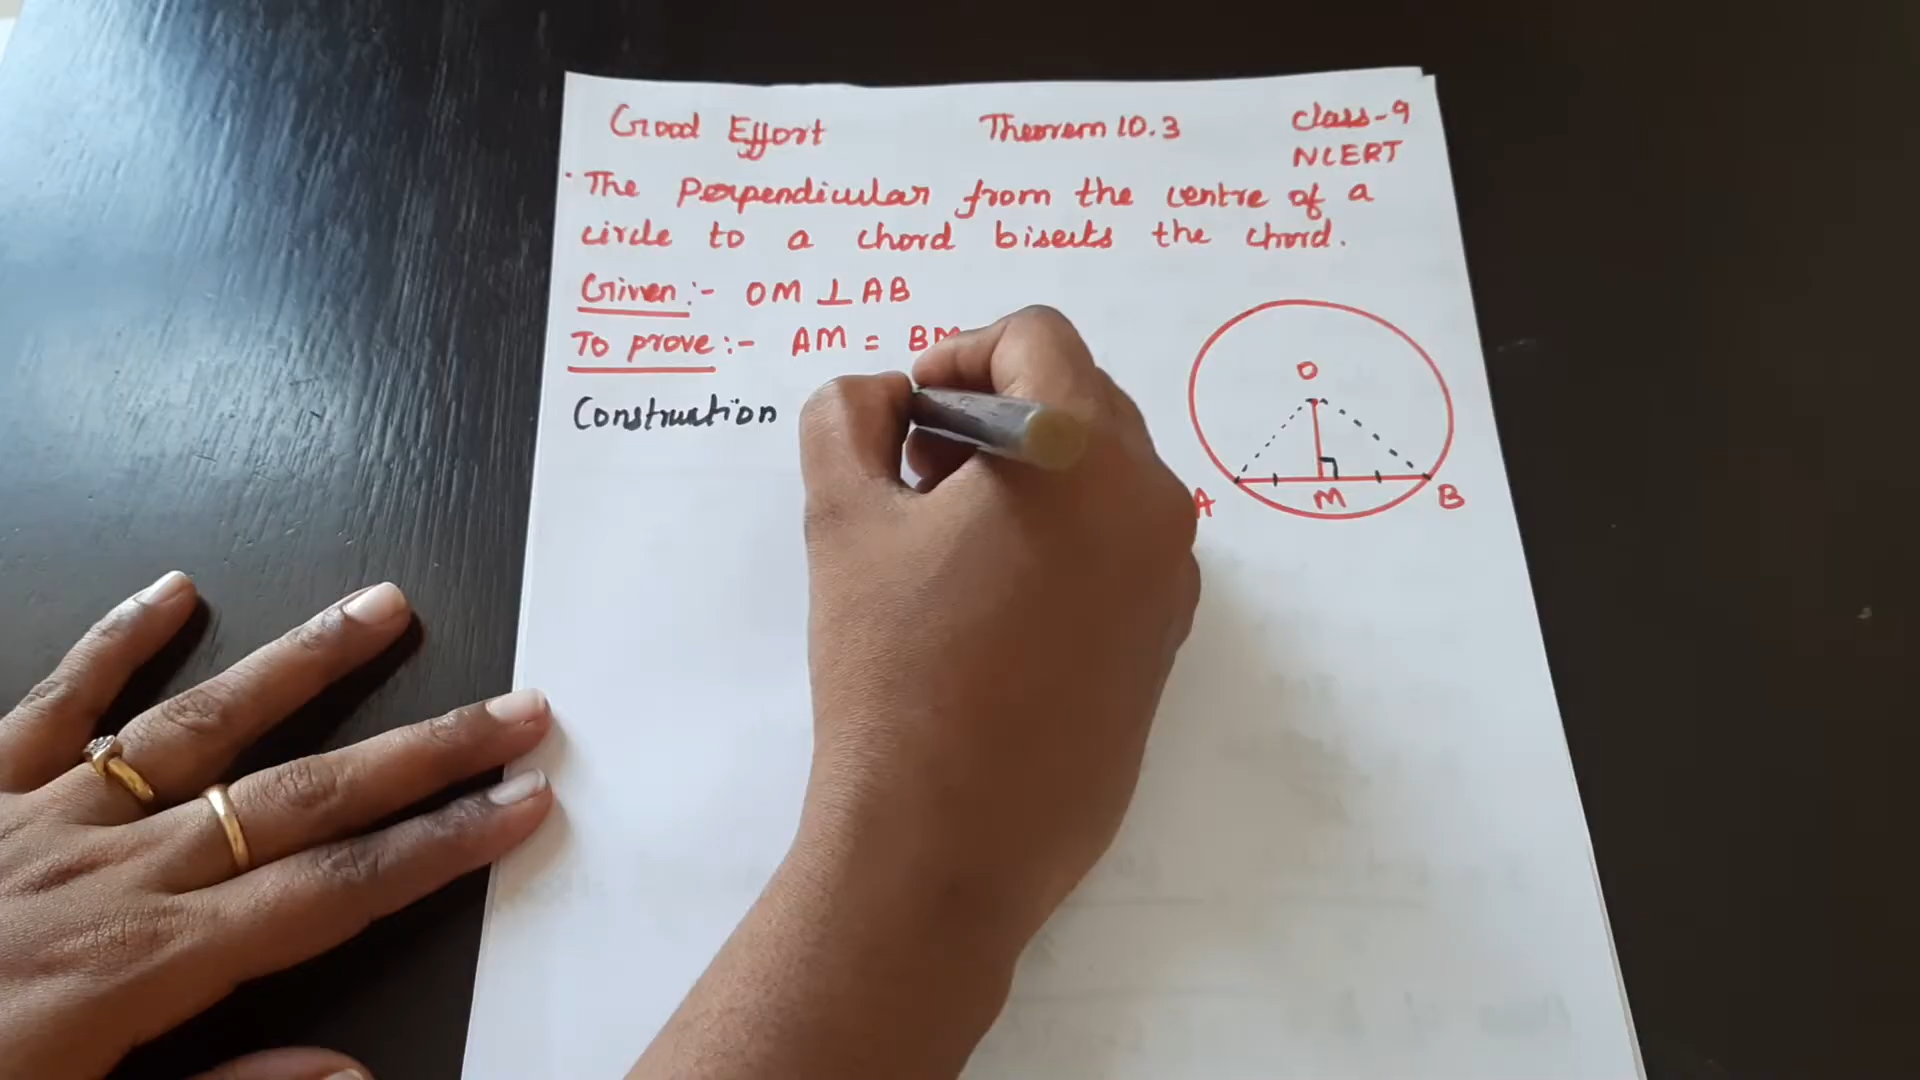 Good Effort Theorem 10.3 Class-9
NCERT
The Perpendicular from the centre of a
circle to a chord bisects the chord.
Given:- OM ⊥ AB
To prove:- AM = BM
Construction
O
A M B